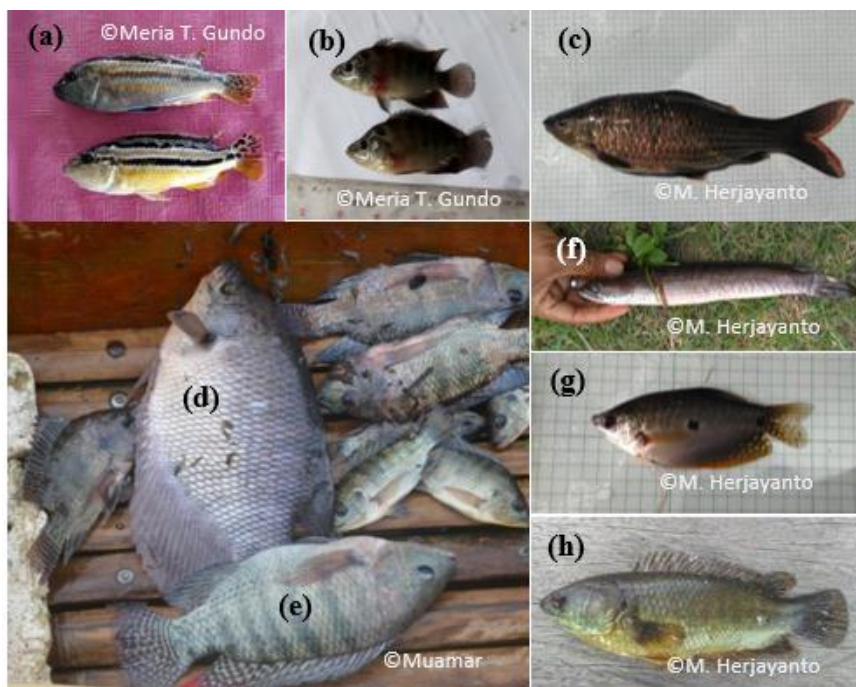 (a)
©Meria T. Gundo
(b)
©Meria T. Gundo
(c)
©M. Herjayanto
(d)
(e)
©Muamar
(f)
©M. Herjayanto
(g)
©M. Herjayanto
(h)
©M. Herjayanto